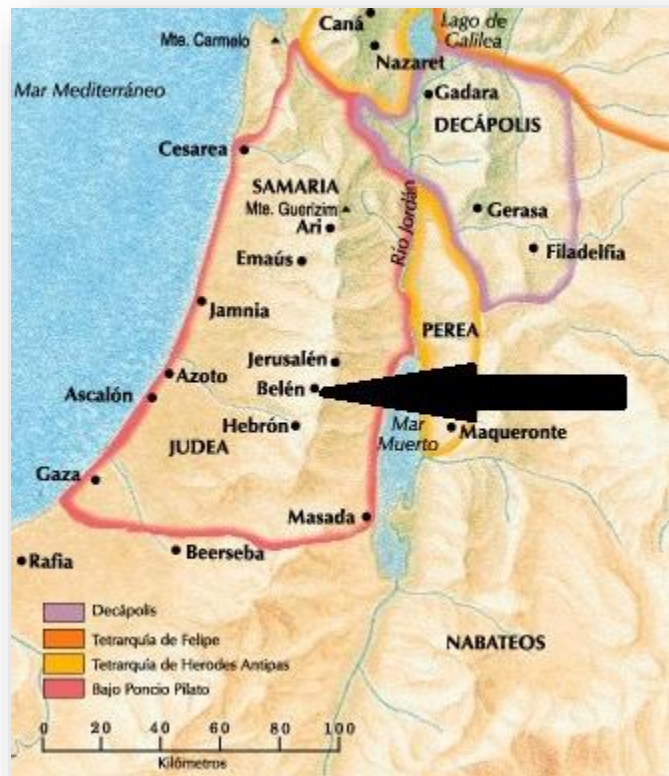 Caná
Lago de
Galilea
Mte. Carmelo
Nazaret
Mar Mediterráneo
Gadara
DECÁPOLIS
Cesarea
SAMARIA
Mte. Guerizim
Ari
Gerasa
Río Jordán
Emaús
Filadelfia
Jamnia
PEREA
Jerusalén
Azoto
Belén
Ascalón
Hebrón
Mar
Muerto
Maqueronte
JUDEA
Gaza
Masada
Beerseba
Rafia
Decápolis
Tetrarquía de Felipe
NABATEOS
Tetrarquía de Herodes Antipas
Bajo Poncio Pilato
0 20 40 60 80 100
Kilómetros